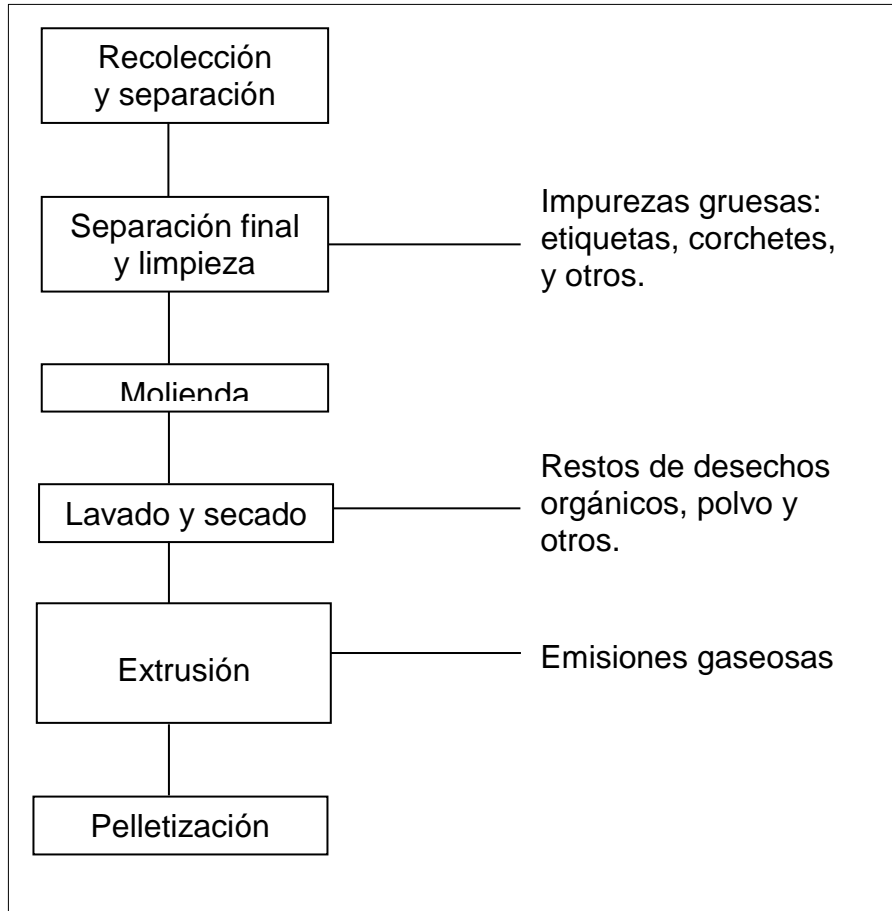 Recolección
y separación
Separación final
y limpieza
Impurezas gruesas:
etiquetas, corchetes,
y otros.
Molienda
Lavado y secado
Restos de desechos
orgánicos, polvo y
otros.
Extrusión
Emisiones gaseosas
Pelletización